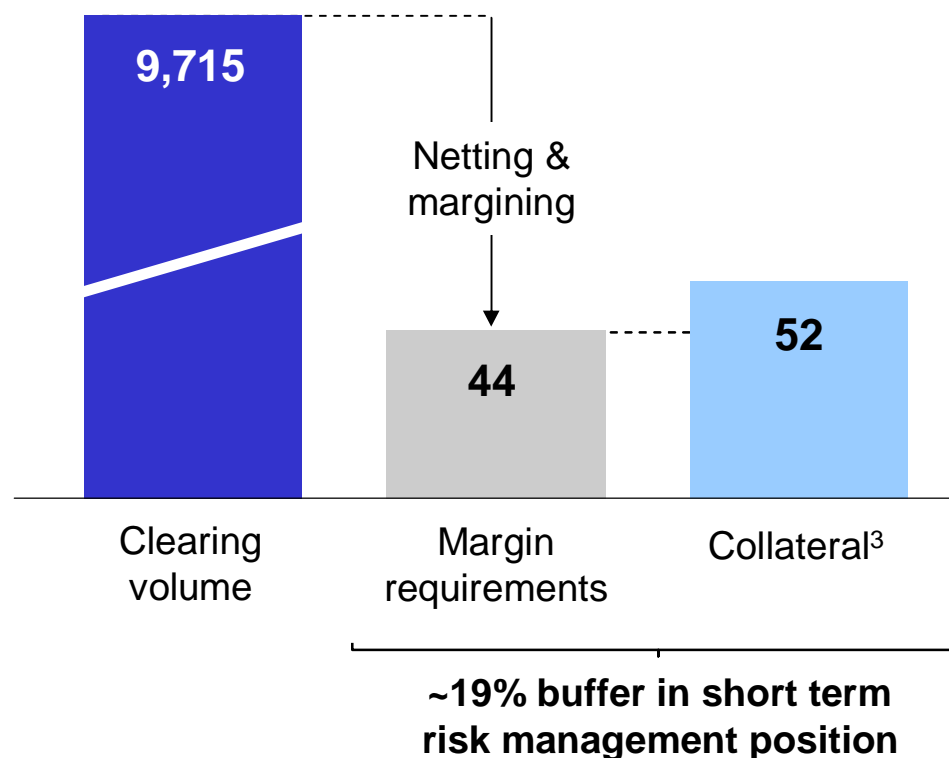 9,715
Netting &
margining
44
52
Clearing
volume
Margin
requirements
Collateral³
~19% buffer in short term
risk management position